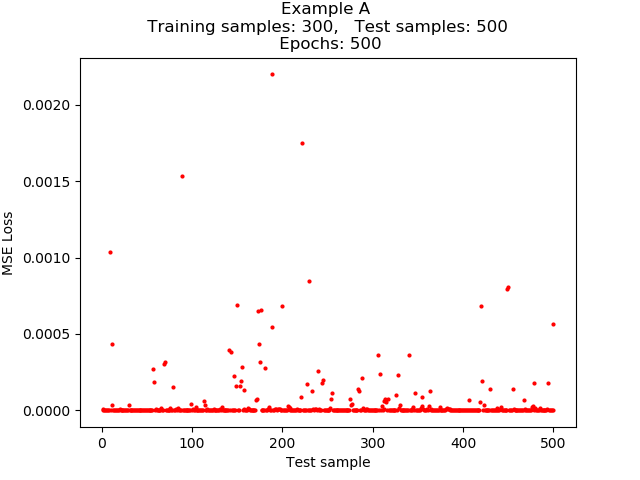 Example A
Training samples: 300,   Test samples: 500
Epochs: 500
0.0020
0.0015
0.0010
0.0005
0.0000
MSE Loss
0
100
200
300
400
500
Test sample